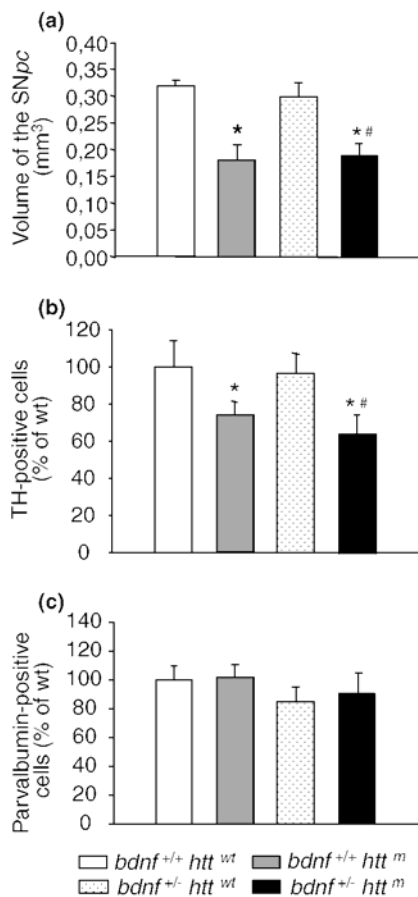 (a)
Volume of the SNpc
(mm³)
0,40
0,35
0,30
0,25
0,20
0,15
0,10
0,05
0,00
*
* #
(b)
TH-positive cells
(% of wt)
120
100
80
60
40
20
0
*
* #
(c)
Parvalbumin-positive
cells (% of wt)
140
120
100
80
60
40
20
0
bdnf +/+ htt wt
bdnf +/+ htt m
bdnf +/- htt wt
bdnf +/- htt m